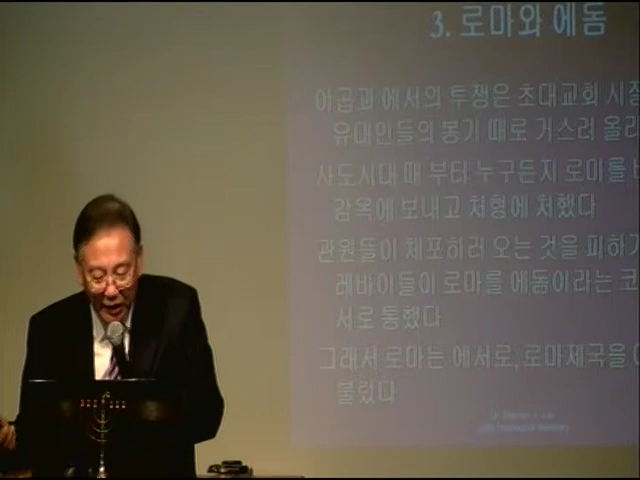 3. 로마와 에돔
야곱과 에서의 투쟁은 초대교회 시절
유대인들의 봉기 때로 거스려 올라
사도시대 때 부터 누구든지 로마를
감옥에 보내고 처형에 처했다
관원들이 체포하러 오는 것을 피하기
레바이들이 로마를 에돔이라는 코
서로 통했다
그래서 로마는 에서로, 로마제국을
불렀다